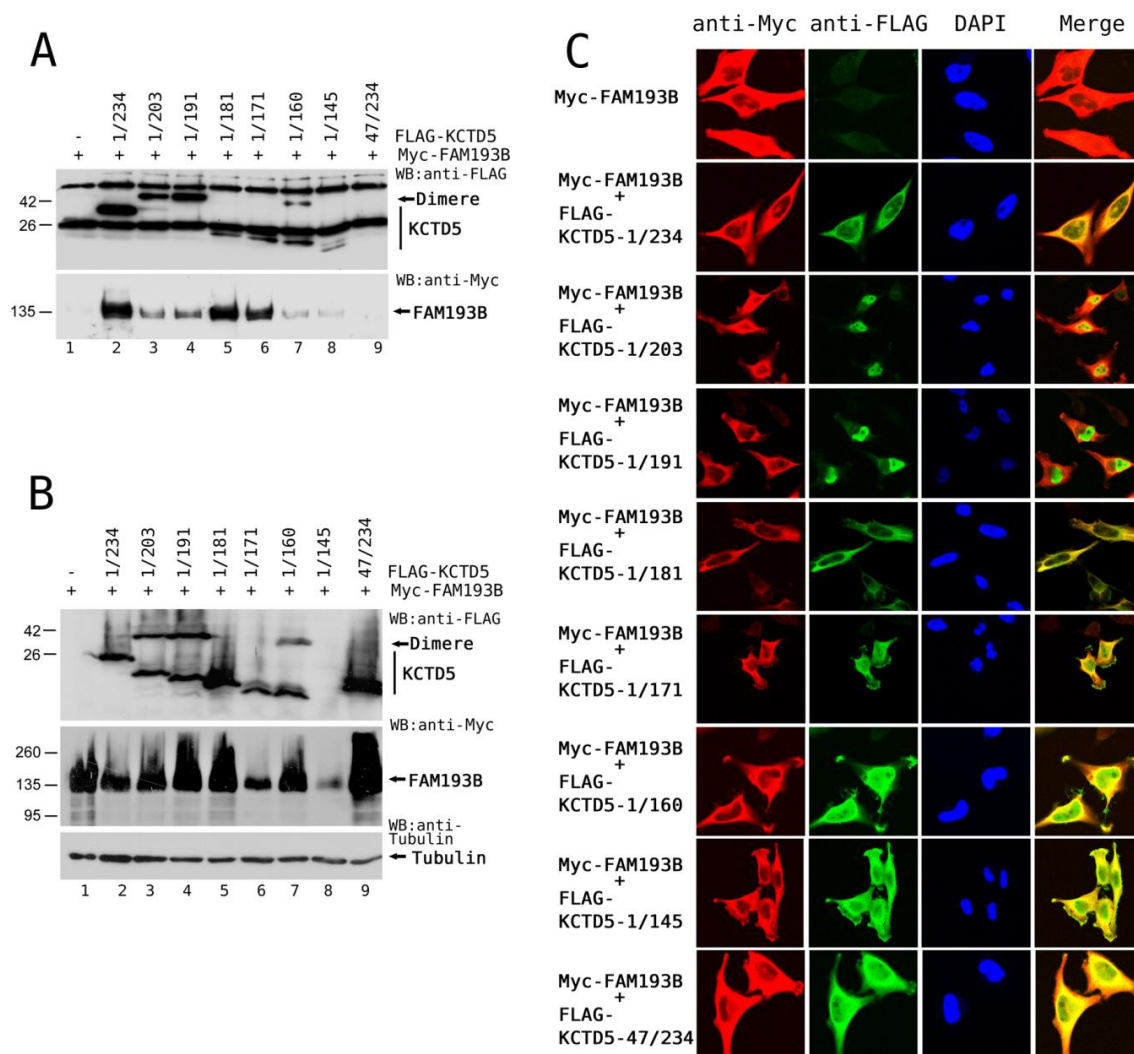 A
- 1/234 1/203 1/191 1/181 1/171 1/160 1/145 47/234
FLAG-KCTD5
+ + + + + + + + + Myc-FAM193B
WB:anti-FLAG
42
Dimere
26
KCTD5
WB:anti-Myc
135
FAM193B
1 2 3 4 5 6 7 8 9
B
- 1/234 1/203 1/191 1/181 1/171 1/160 1/145 47/234
FLAG-KCTD5
+ + + + + + + + + Myc-FAM193B
WB:anti-FLAG
42
Dimere
26
KCTD5
WB:anti-Myc
260
135
FAM193B
95
WB:anti-
Tubulin
Tubulin
1 2 3 4 5 6 7 8 9
C
anti-Myc anti-FLAG DAPI Merge
Myc-FAM193B
Myc-FAM193B
+
FLAG-
KCTD5-1/234
Myc-FAM193B
+
FLAG-
KCTD5-1/203
Myc-FAM193B
+
FLAG-
KCTD5-1/191
Myc-FAM193B
+
FLAG-
KCTD5-1/181
Myc-FAM193B
+
FLAG-
KCTD5-1/171
Myc-FAM193B
+
FLAG-
KCTD5-1/160
Myc-FAM193B
+
FLAG-
KCTD5-1/145
Myc-FAM193B
+
FLAG-
KCTD5-47/234